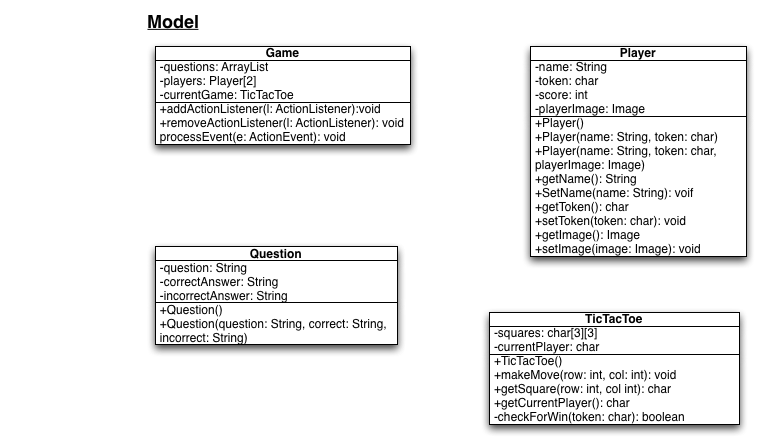 Model
Game
-questions: ArrayList
-players: Player[2]
-currentGame: TicTacToe
+addActionListener(l: ActionListener):void
+removeActionListener(l: ActionListener): void
processEvent(e: ActionEvent): void
Player
-name: String
-token: char
-score: int
-playerImage: Image
+Player()
+Player(name: String, token: char)
+Player(name: String, token: char,
playerImage: Image)
+getName(): String
+SetName(name: String): voif
+getToken(): char
+setToken(token: char): void
+getImage(): Image
+setImage(image: Image): void
Question
-question: String
-correctAnswer: String
-incorrectAnswer: String
+Question()
+Question(question: String, correct: String,
incorrect: String)
TicTacToe
-squares: char[3][3]
-currentPlayer: char
+TicTacToe()
+makeMove(row: int, col: int): void
+getSquare(row: int, col int): char
+getCurrentPlayer(): char
-checkForWin(token: char): boolean